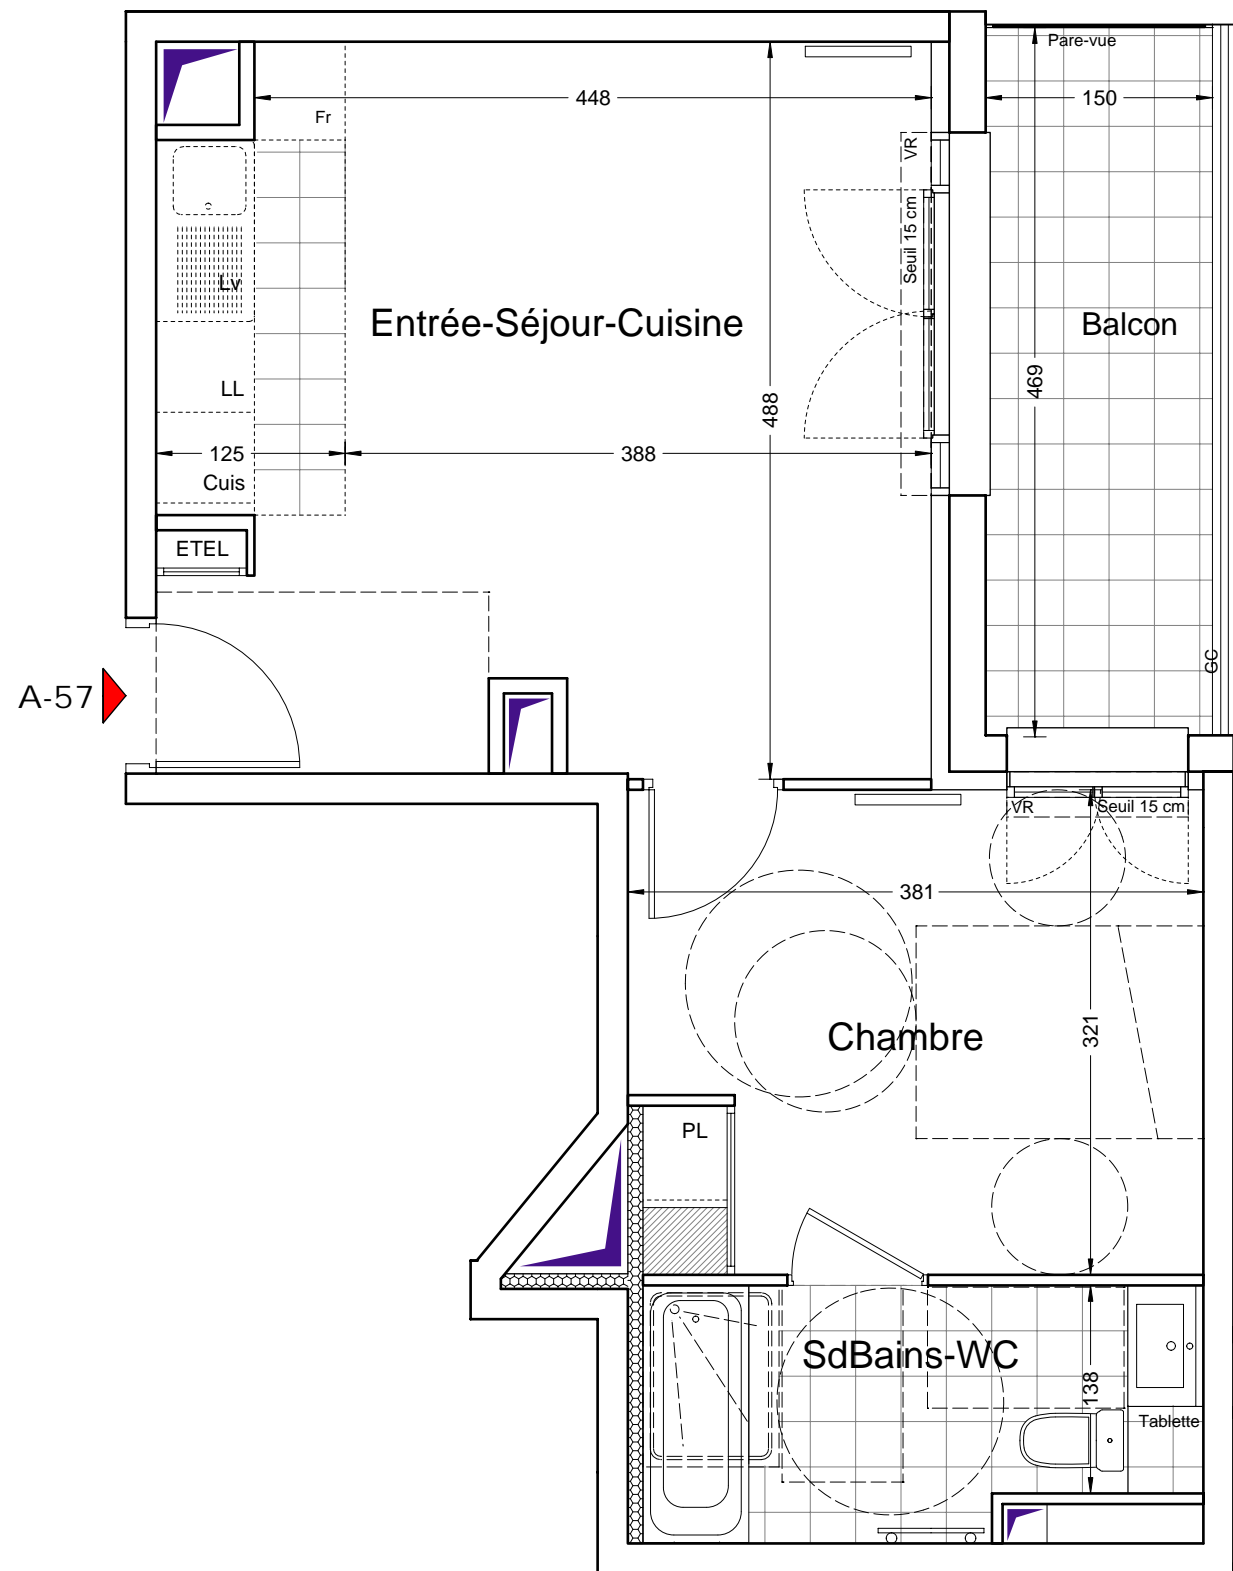 Pare-vue
448
150
Fr
VR
Seuil 15 cm
Lv
Entrée-Séjour-Cuisine
Balcon
469
LL
488
125
388
Cuis
ETEL
GC
A-57
VR
Seuil 15 cm
381
Chambre
321
PL
SdBains-WC
138
Tablette